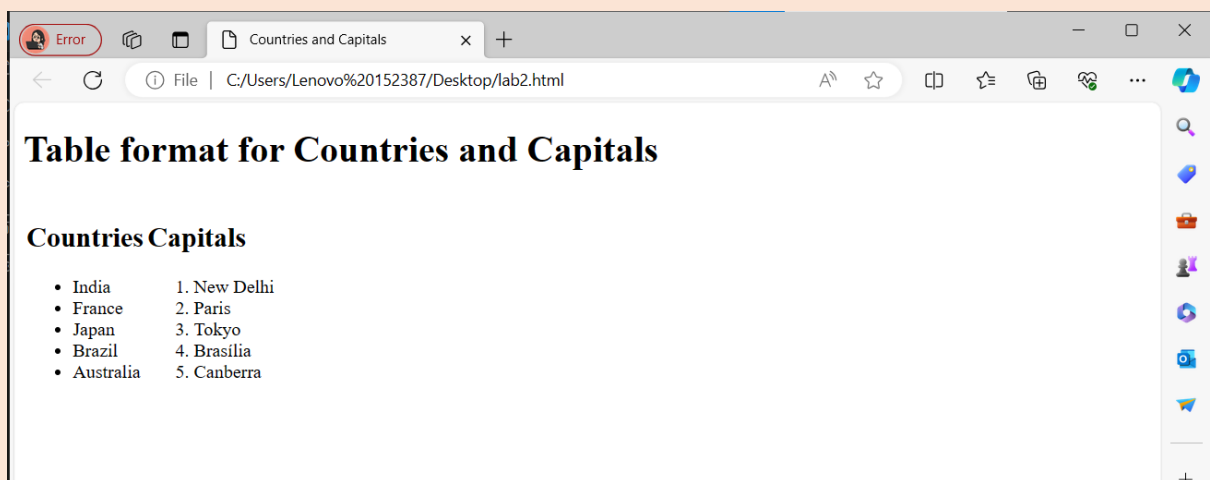 Error
Countries and Capitals
File | C:/Users/Lenovo%20152387/Desktop/lab2.html
Table format for Countries and Capitals
Countries Capitals
• India 1. New Delhi
• France 2. Paris
• Japan 3. Tokyo
• Brazil 4. Brasília
• Australia 5. Canberra